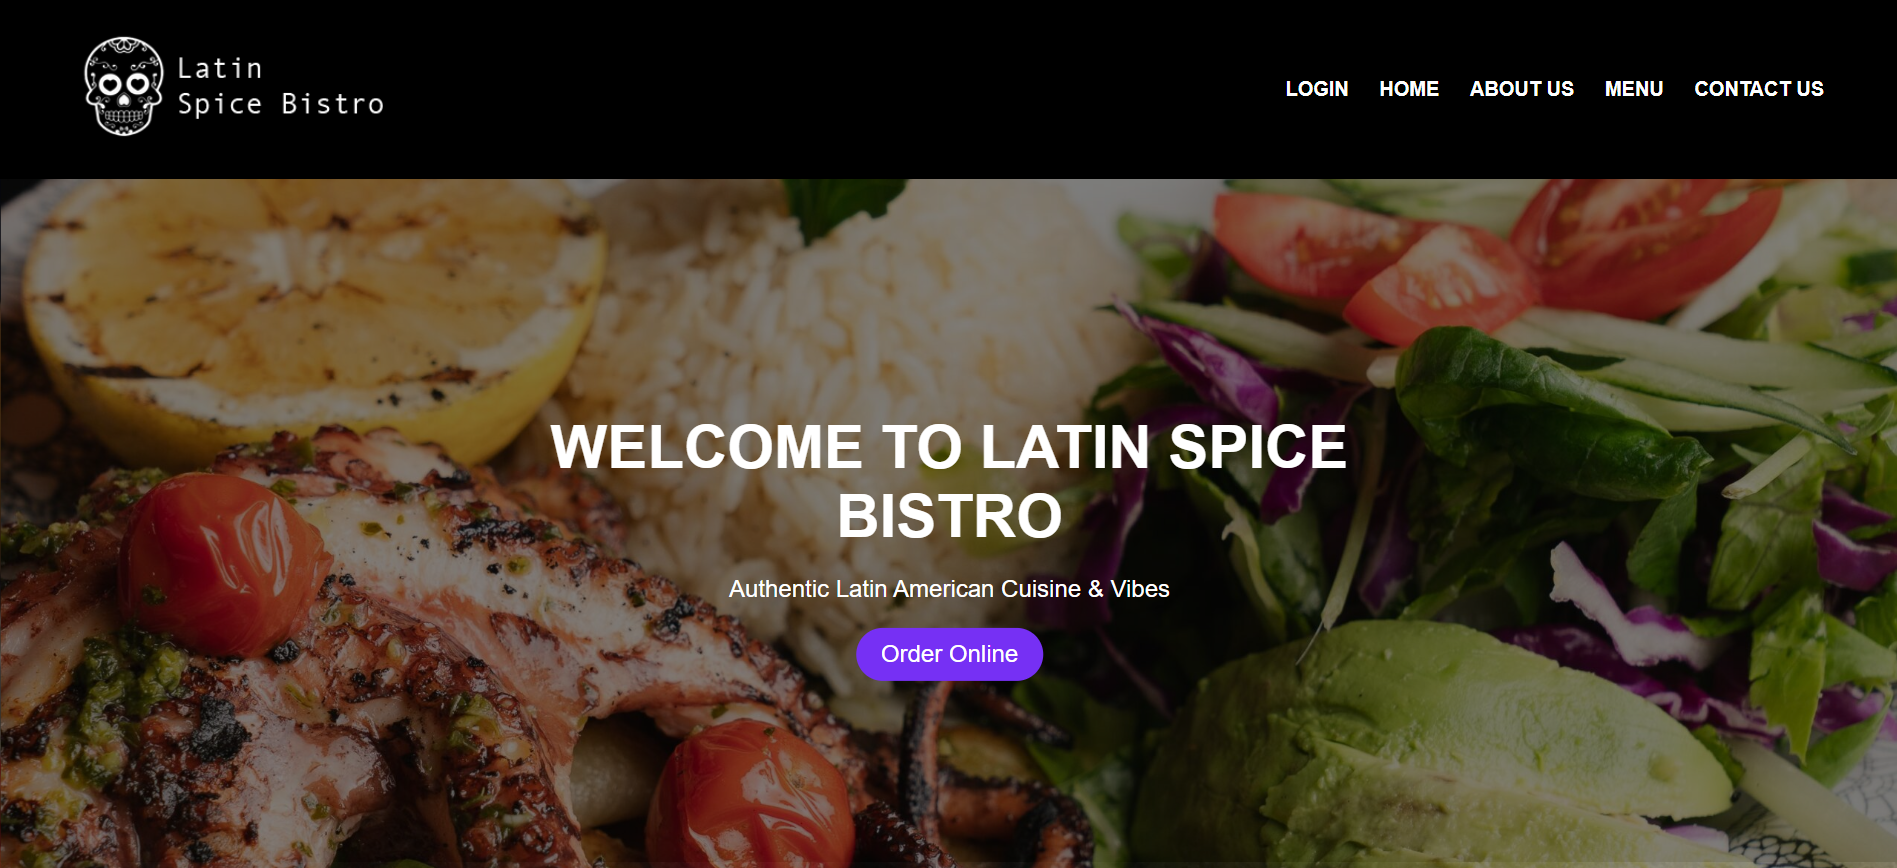 Latin
Spice Bistro
LOGIN HOME ABOUT US MENU CONTACT US
WELCOME TO LATIN SPICE
BISTRO
Authentic Latin American Cuisine & Vibes
Order Online